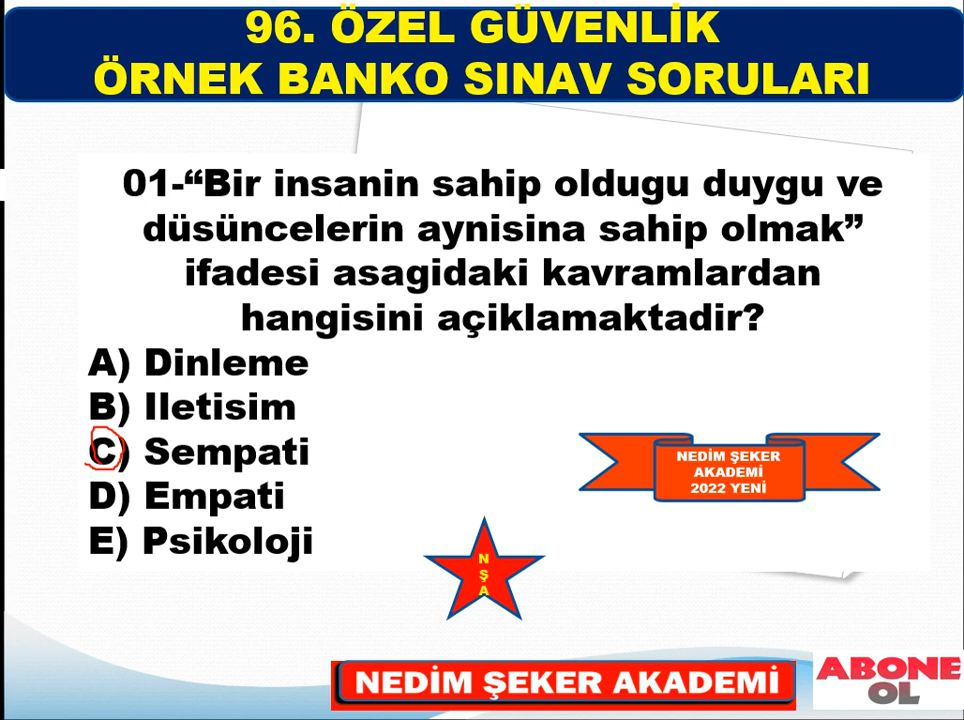 96. ÖZEL GÜVENLİK
ÖRNEK BANKO SINAV SORULARI
01-“Bir insanin sahip oldugu duygu ve
düsüncelerin aynisina sahip olmak”
ifadesi asagidaki kavramlardan
hangisini açiklamaktadir?
A) Dinleme
B) Iletisim
C) Sempati
D) Empati
E) Psikoloji
NEDİM ŞEKER
AKADEMİ
2022 YENİ
N
Ş
A
NEDİM ŞEKER AKADEMİ
ABONE
OL